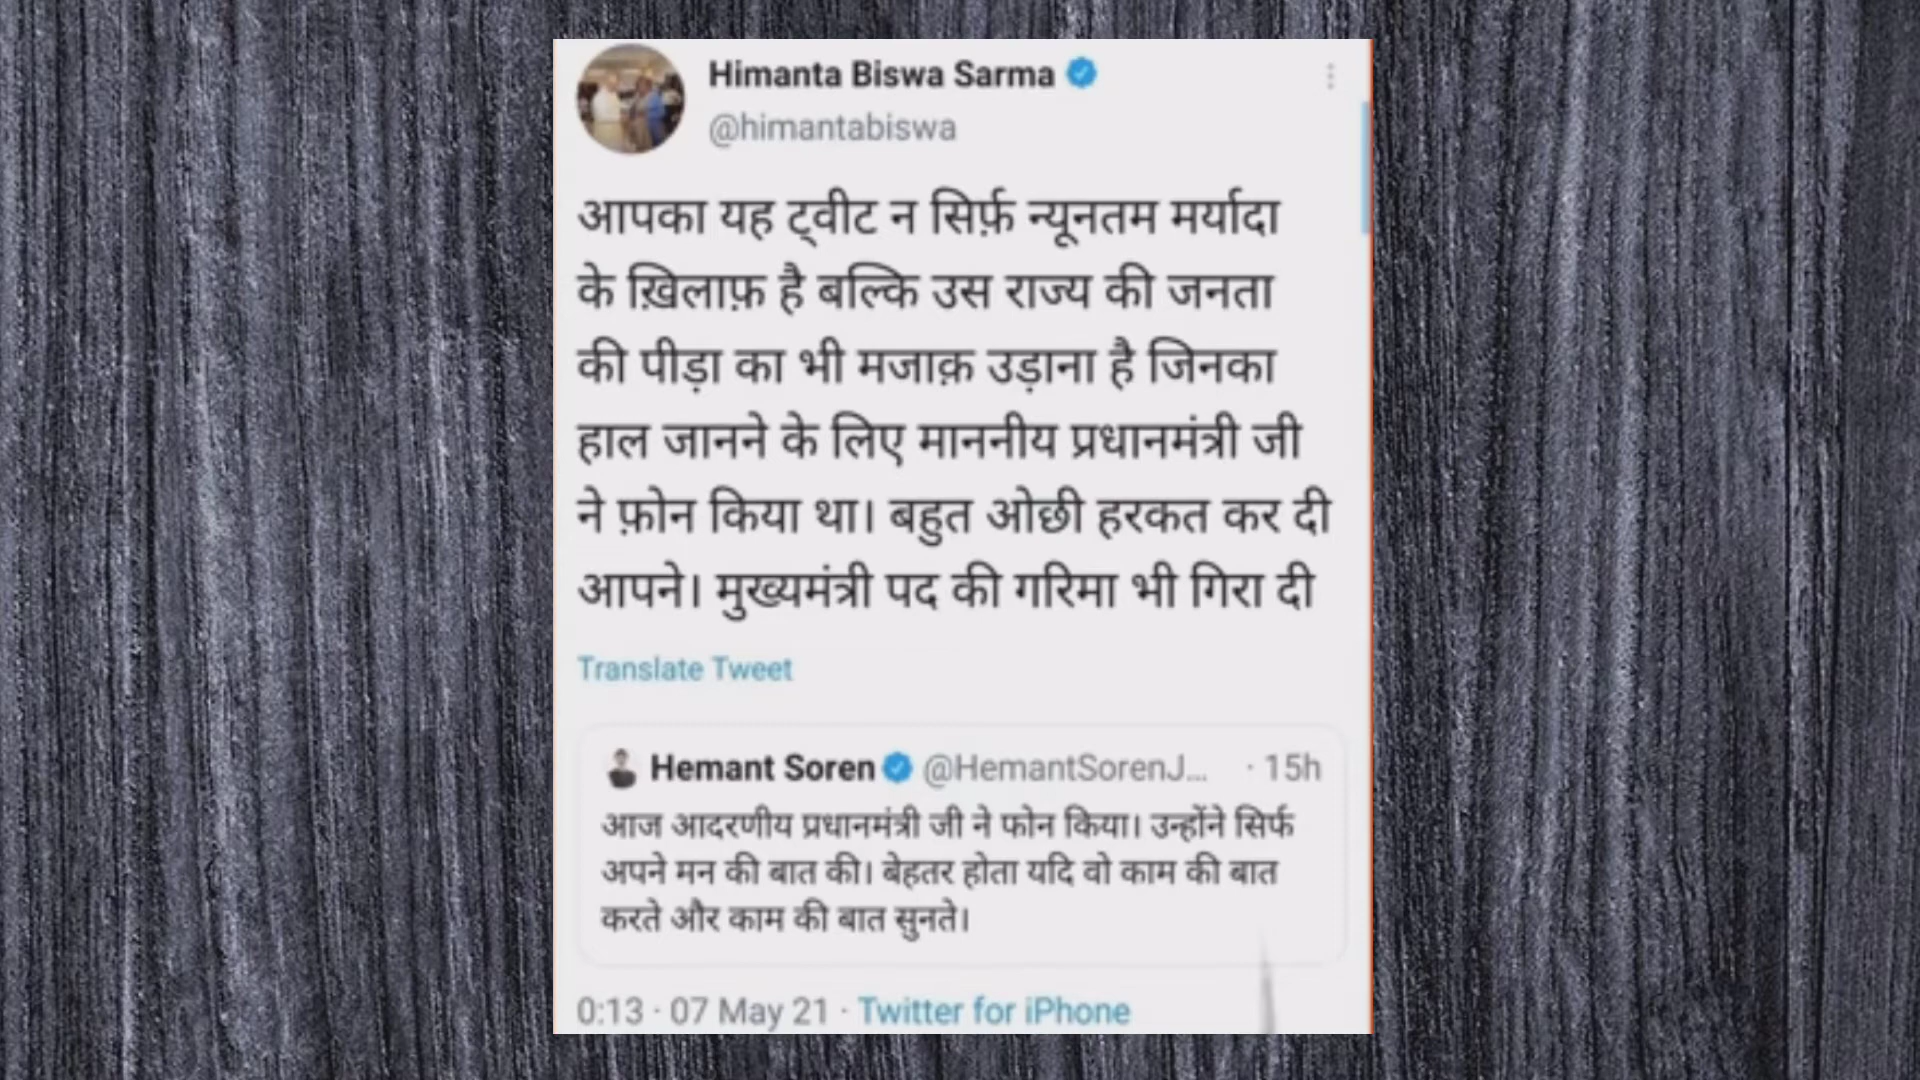 Himanta Biswa Sarma
@himantabiswa
आपका यह ट्वीट न सिर्फ़ न्यूनतम मर्यादा
के ख़िलाफ़ है बल्कि उस राज्य की जनता
की पीड़ा का भी मजाक़ उड़ाना है जिनका
हाल जानने के लिए माननीय प्रधानमंत्री जी
ने फ़ोन किया था। बहुत ओछी हरकत कर दी
आपने। मुख्यमंत्री पद की गरिमा भी गिरा दी
Translate Tweet
Hemant Soren @HemantSorenJ... · 15h
आज आदरणीय प्रधानमंत्री जी ने फोन किया। उन्होंने सिर्फ
अपने मन की बात की। बेहतर होता यदि वो काम की बात
करते और काम की बात सुनते।
0:13 · 07 May 21 · Twitter for iPhone